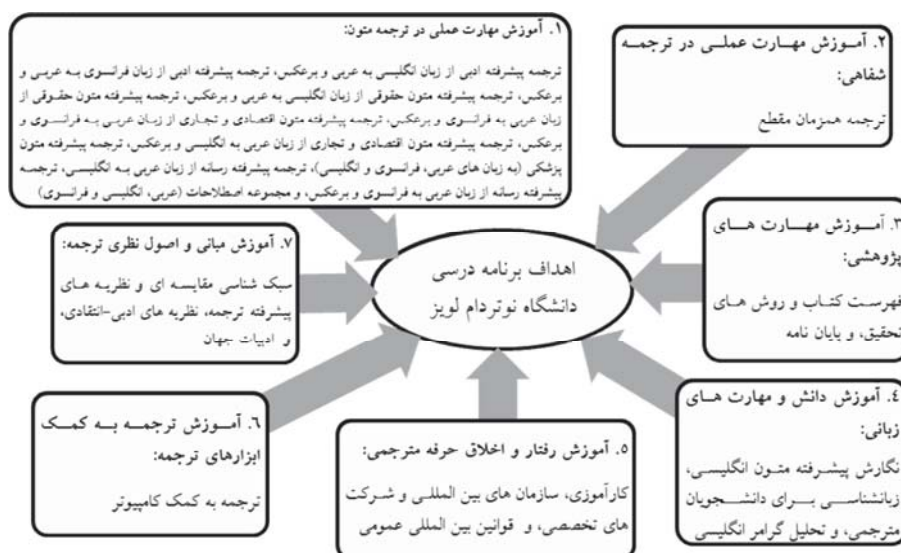 ۱. آموزش مهارت عملی در ترجمه متون:
ترجمه پیشرفته ادبی از زبان انگلیسی به عربی و برعکس، ترجمه پیشرفته ادبی از زبان فرانسوی به عربی و
برعکس، ترجمه پیشرفته متون حقوقی از زبان انگلیسی به عربی و برعکس، ترجمه پیشرفته متون حقوقی از
زبان عربی به فرانسوی و برعکس، ترجمه پیشرفته متون اقتصادی و تجاری از زبان عربی به فرانسوی و
برعکس، ترجمه پیشرفته متون اقتصادی و تجاری از زبان عربی به انگلیسی و برعکس، ترجمه پیشرفته متون
پزشکی (به زبان های عربی، فرانسوی و انگلیسی)، ترجمه پیشرفته رسانه از زبان عربی به انگلیسی، ترجمه
پیشرفته رسانه از زبان عربی به فرانسوی و برعکس، و مجموعه اصطلاحات (عربی، انگلیسی و فرانسوی)
۲. آموزش مهارت عملی در ترجمه
شفاهی:
ترجمه همزمان مقطع
۳. آموزش مهارت های
پژوهشی:
فهرست کتاب و روش های
تحقیق، و پایان نامه
۴. آموزش دانش و مهارت های
زبانی:
نگارش پیشرفته متون انگلیسی،
زبانشناسی برای دانشجویان
مترجمی، و تحلیل گرامر انگلیسی
۵. آموزش رفتار و اخلاق حرفه مترجمی:
کارآموزی، سازمان های بین المللی و شرکت
های تخصصی، و قوانین بین المللی عمومی
۶. آموزش ترجمه به کمک
ابزارهای ترجمه:
ترجمه به کمک کامپیوتر
۷. آموزش مبانی و اصول نظری ترجمه:
سبک شناسی مقایسه ای و نظریه های
پیشرفته ترجمه، نظریه های ادبی-انتقادی،
و ادبیات جهان
اهداف برنامه درسی
دانشگاه نوتردام لویز